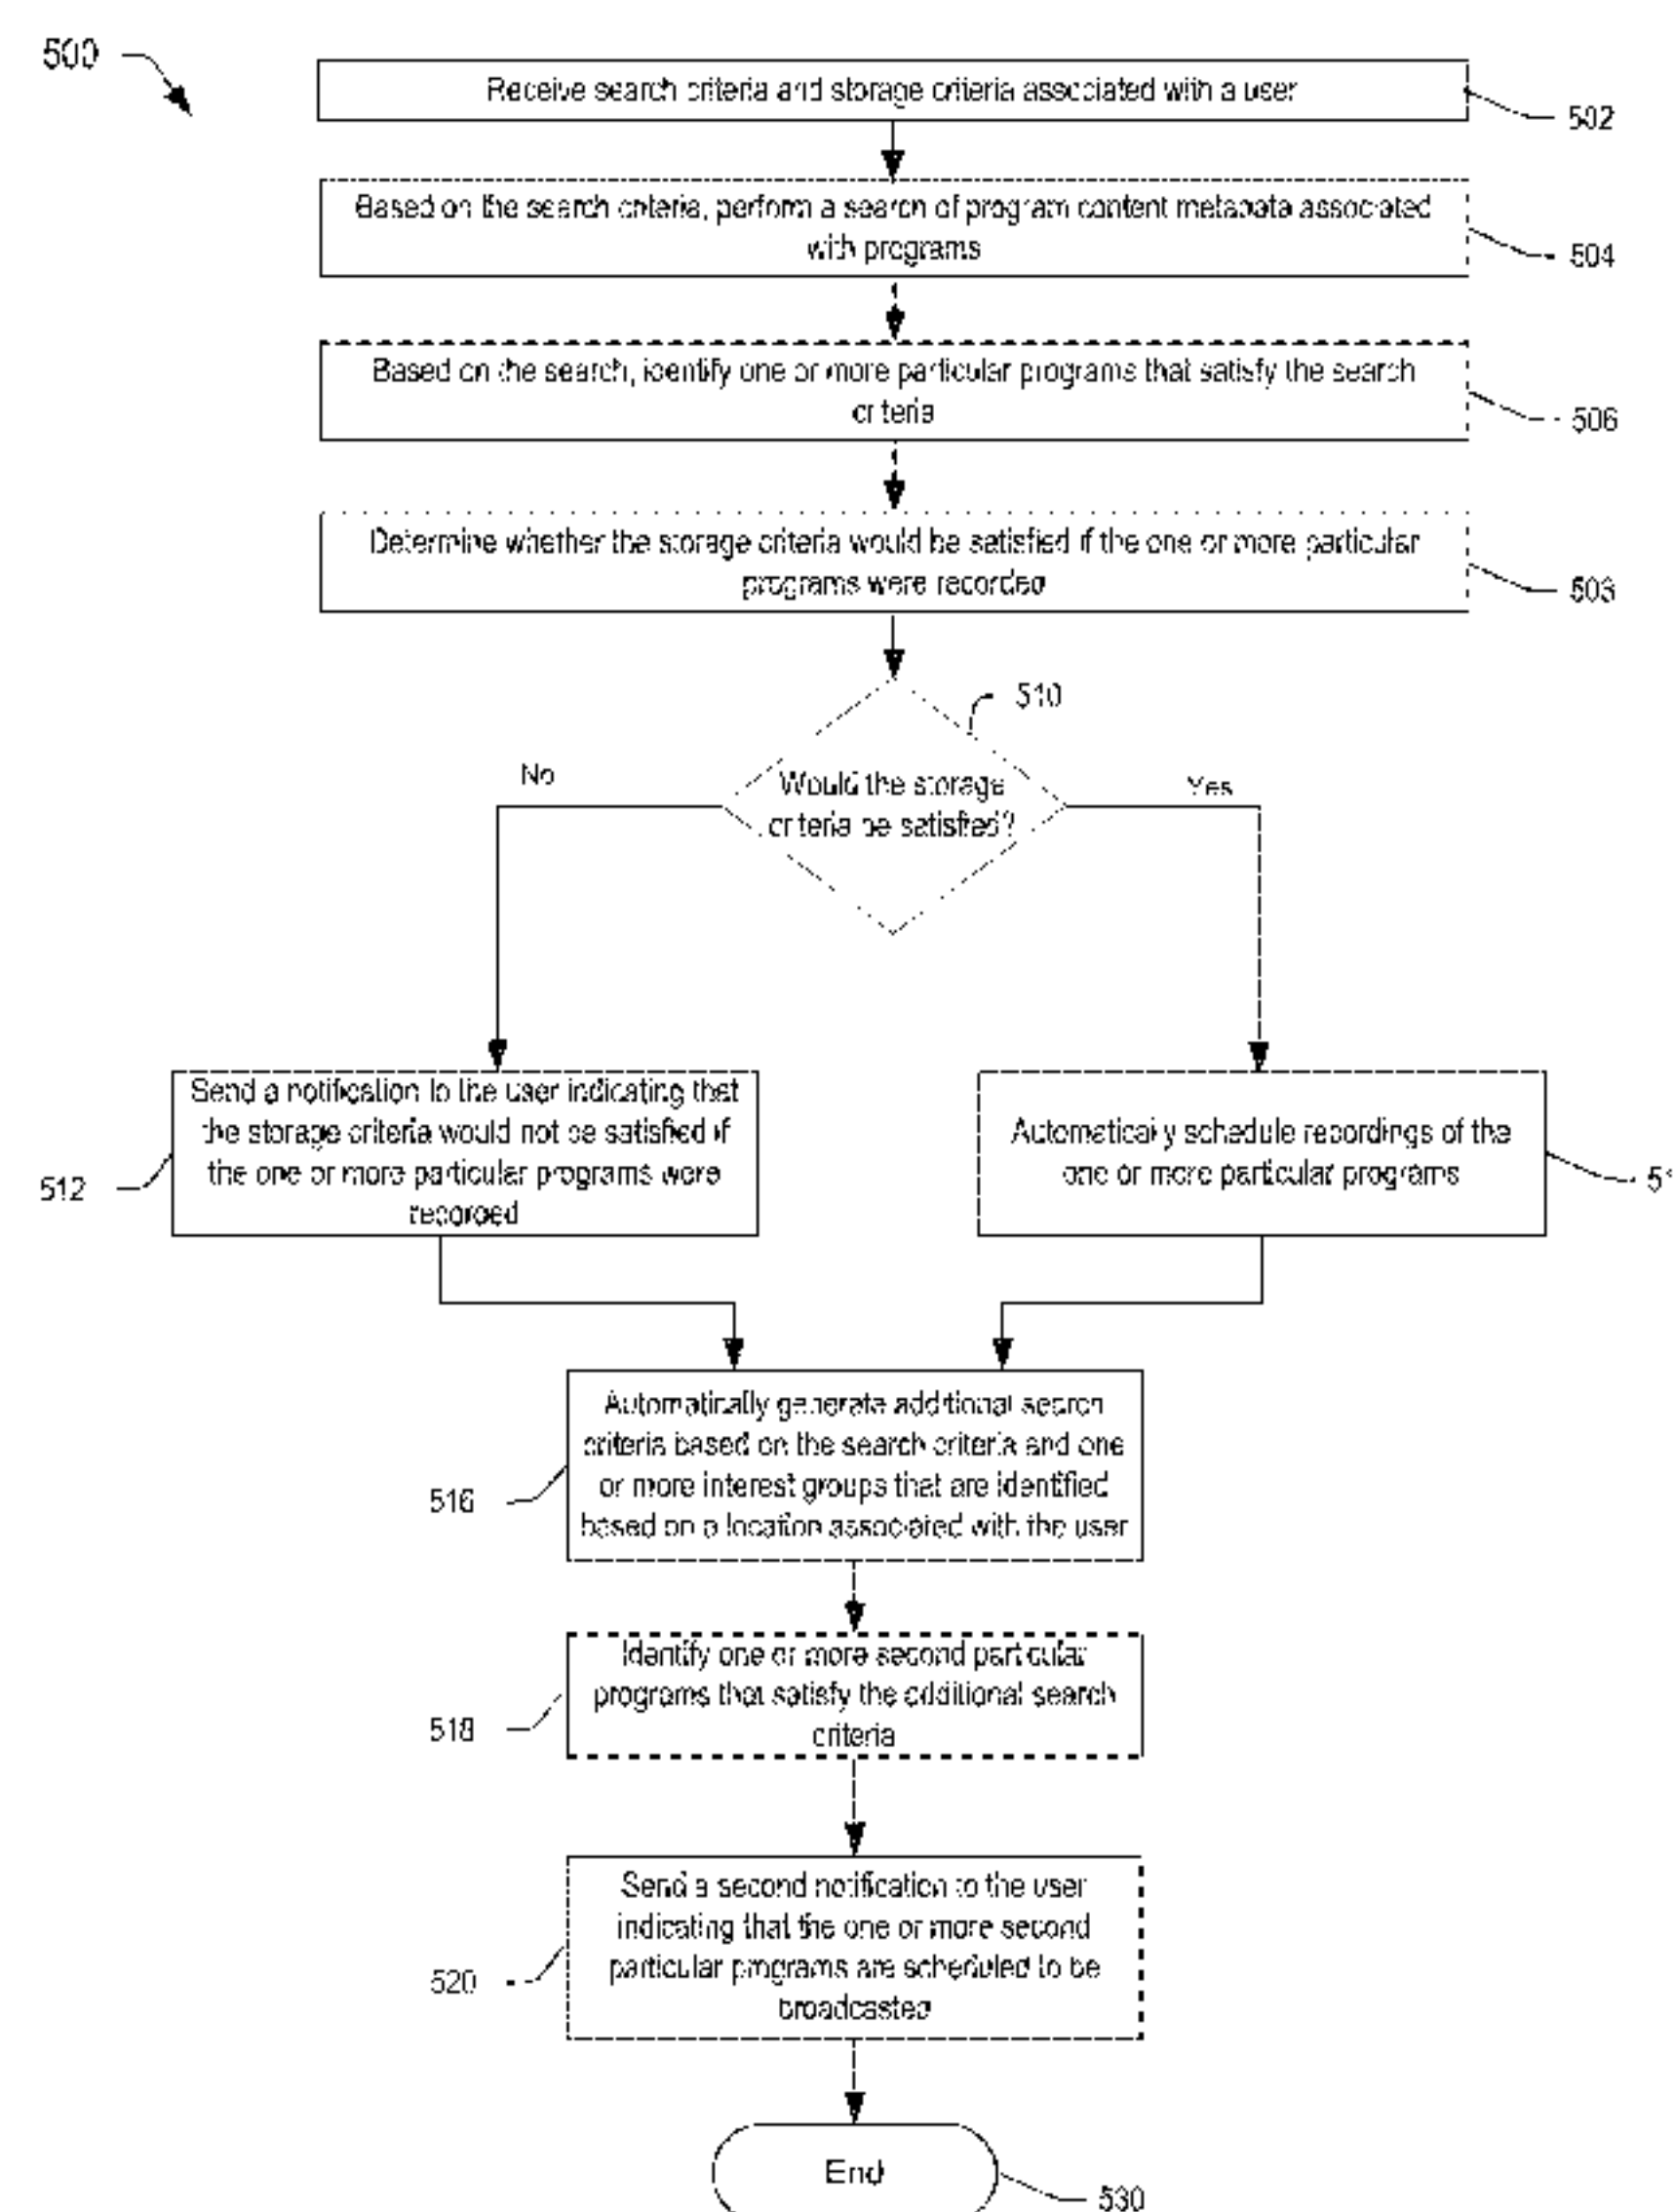 500
Receive search criteria and storage criteria associated with a user
502
Based on the search criteria, perform a search of program content metadata associated
with programs
504
Based on the search, identify one or more particular programs that satisfy the search
criteria
506
Determine whether the storage criteria would be satisfied if the one or more particular
programs were recorded
508
510
No
Would the storage
criteria be satisfied?
Yes
Send a notification to the user indicating that
the storage criteria would not be satisfied if
the one or more particular programs were
recorded
512
Automatically schedule recordings of the
one or more particular programs
Automatically generate additional search
criteria based on the search criteria and one
or more interest groups that are identified
based on a location associated with the user
516
Identify one or more second particular
programs that satisfy the additional search
criteria
518
Send a second notification to the user
indicating that the one or more second
particular programs are scheduled to be
broadcasted
520
End
530